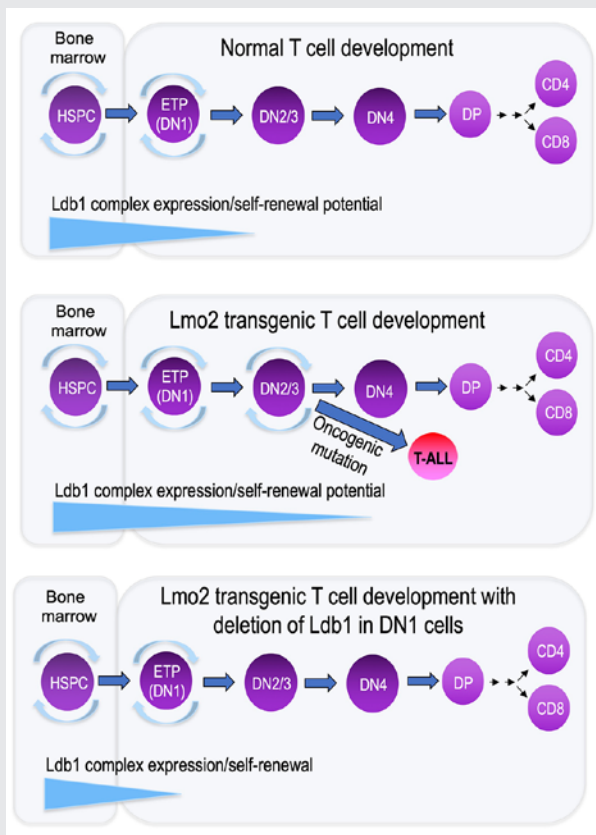 Bone
marrow
Normal T cell development
HSPC
ETP
(DN1)
DN2/3
DN4
DP
CD4
CD8
Ldb1 complex expression/self-renewal potential
Bone
marrow
Lmo2 transgenic T cell development
HSPC
ETP
(DN1)
DN2/3
DN4
DP
CD4
CD8
Oncogenic
mutation
T-ALL
Ldb1 complex expression/self-renewal potential
Bone
marrow
Lmo2 transgenic T cell development with
deletion of Ldb1 in DN1 cells
HSPC
ETP
(DN1)
DN2/3
DN4
DP
CD4
CD8
Ldb1 complex expression/self-renewal